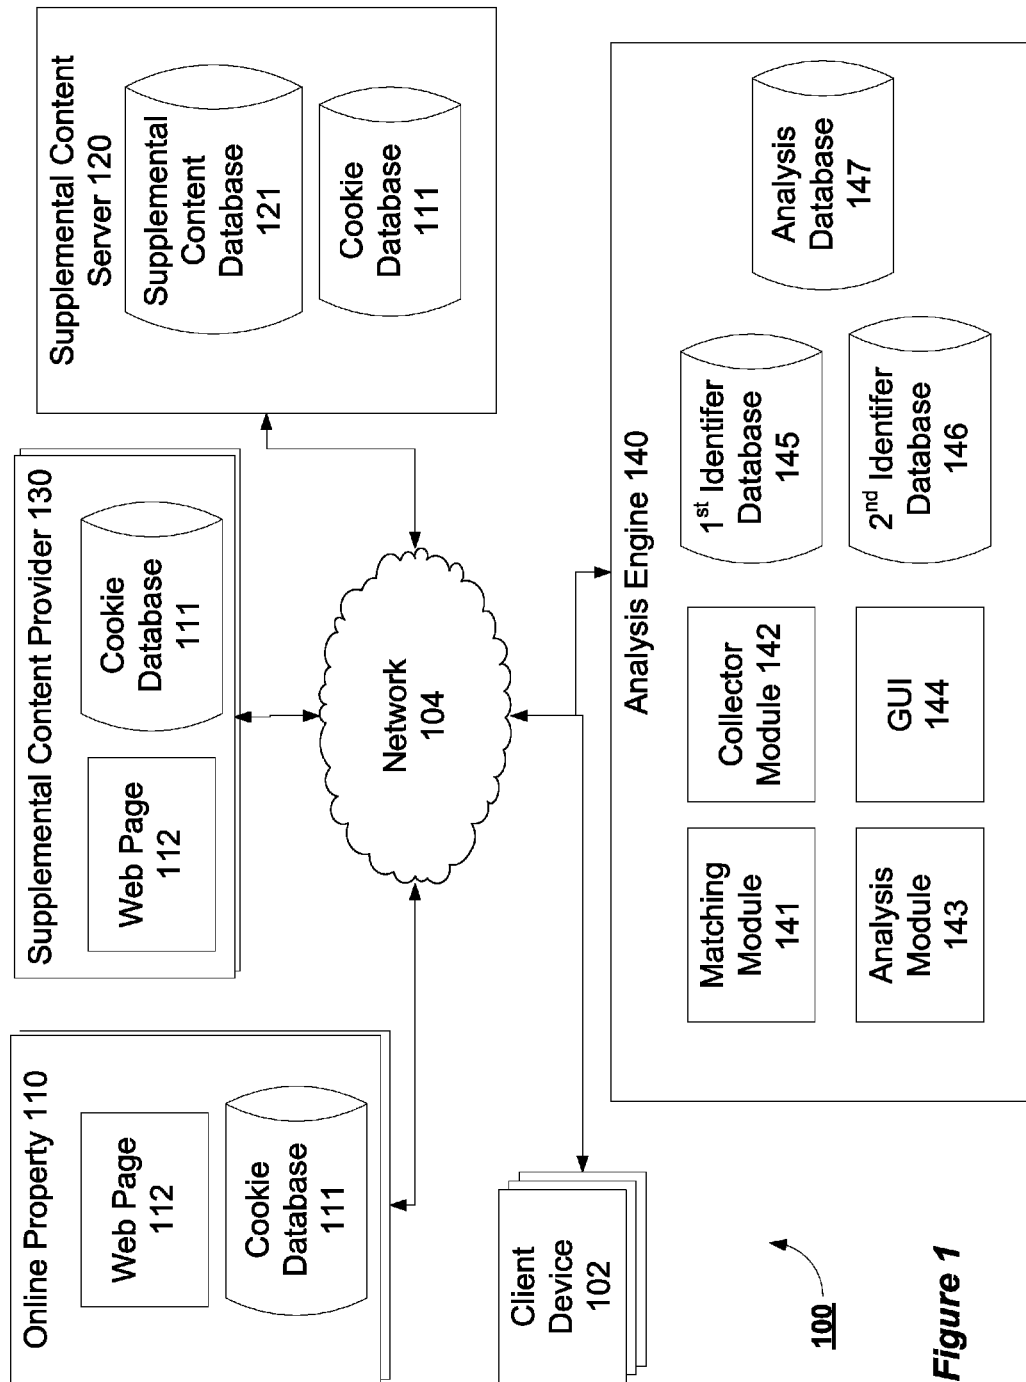 Online Property 110
Web Page
112
Cookie
Database
111
Supplemental Content Provider 130
Web Page
112
Cookie
Database
111
Supplemental Content
Server 120
Supplemental
Content
Database
121
Cookie
Database
111
Network
104
Client
Device
102
Analysis Engine 140
Matching
Module
141
Collector
Module 142
1st Identifer
Database
145
Analysis
Database
147
Analysis
Module
143
GUI
144
2nd Identifer
Database
146
100
Figure 1